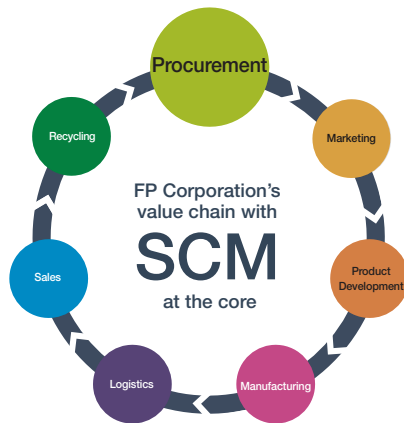 Procurement
Recycling
Marketing
FP Corporation's
value chain with
SCM
at the core
Sales
Product
Development
Logistics
Manufacturing